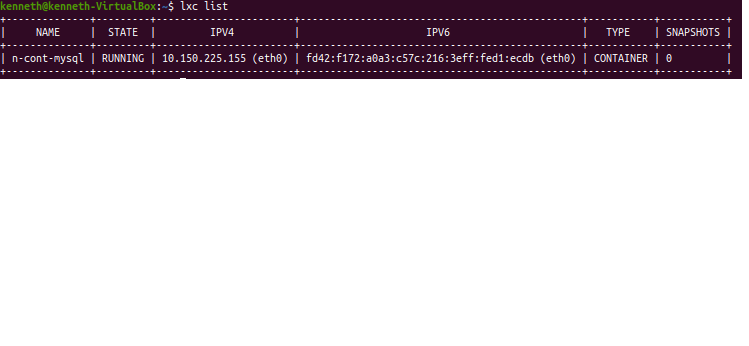 kenneth@kenneth-VirtualBox:~$ lxc list
+--------------+---------+-----------------------+-----------------------------------------------+-----------+-----------+
|     NAME     |  STATE  |         IPV4          |                     IPV6                      |   TYPE    | SNAPSHOTS |
+--------------+---------+-----------------------+-----------------------------------------------+-----------+-----------+
| n-cont-mysql | RUNNING | 10.150.225.155 (eth0) | fd42:f172:a0a3:c57c:216:3eff:fed1:ecdb (eth0) | CONTAINER | 0         |
+--------------+---------+-----------------------+-----------------------------------------------+-----------+-----------+